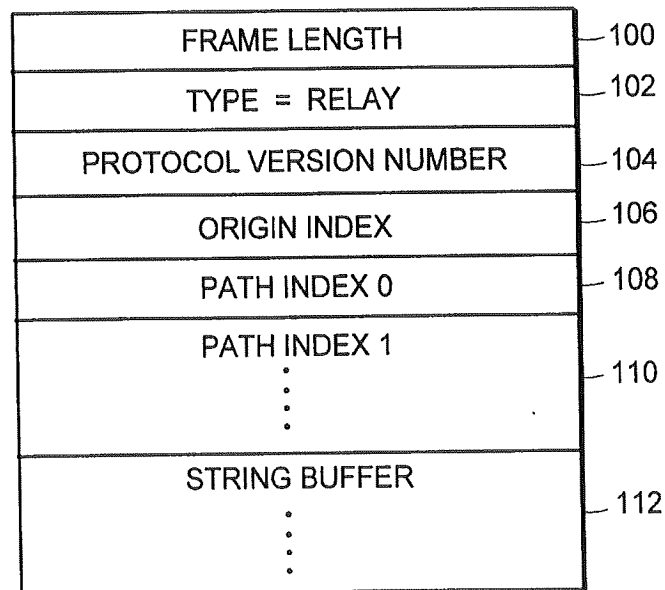 FRAME LENGTH 100
TYPE = RELAY 102
PROTOCOL VERSION NUMBER 104
ORIGIN INDEX 106
PATH INDEX 0 108
PATH INDEX 1
110
STRING BUFFER
112